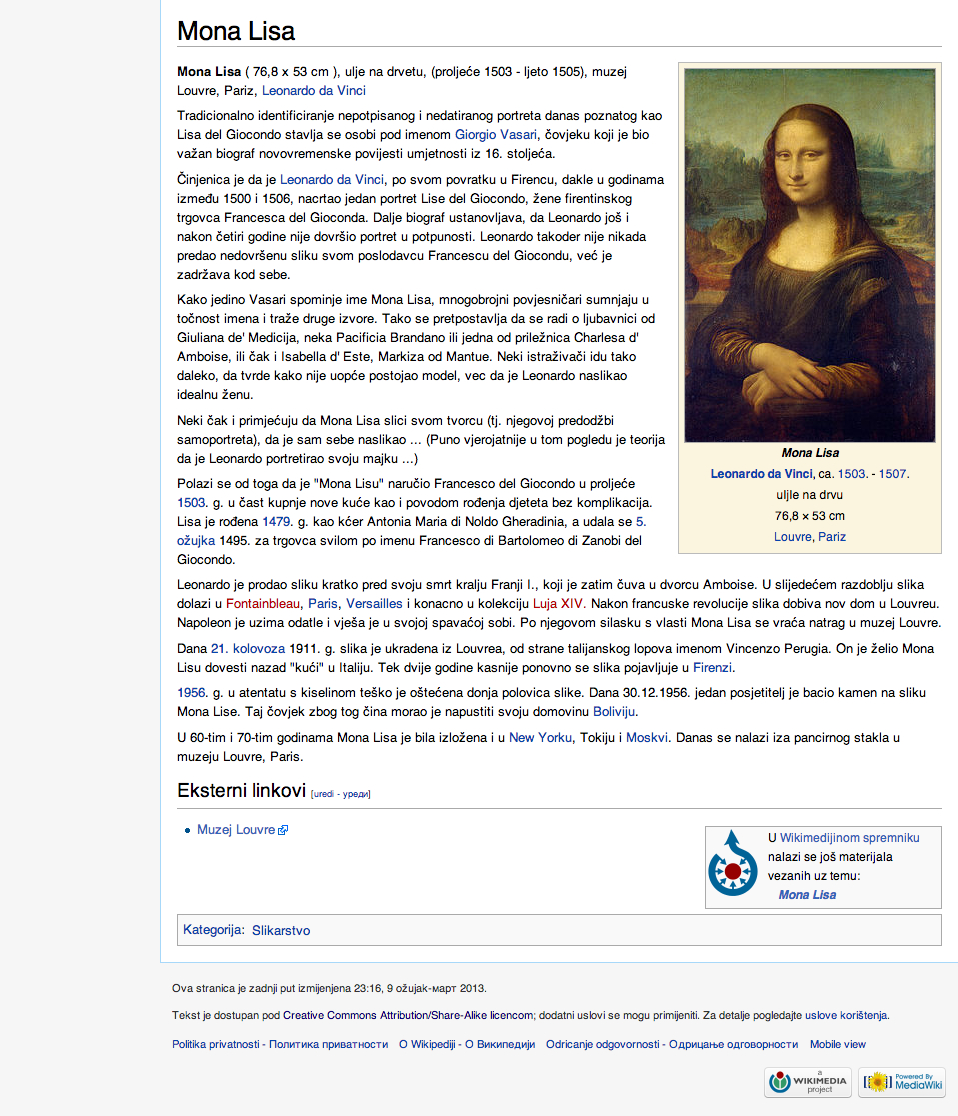 Mona Lisa
Mona Lisa ( 76,8 x 53 cm ), ulje na drvetu, (proljeće 1503 - ljeto 1505), muzej
Louvre, Pariz, Leonardo da Vinci
Tradicionalno identificiranje nepotpisanog i nedatiranog portreta danas poznatog kao
Lisa del Giocondo stavlja se osobi pod imenom Giorgio Vasari, čovjeku koji je bio
važan biograf novovremenske povijesti umjetnosti iz 16. stoljeća.
Činjenica je da je Leonardo da Vinci, po svom povratku u Firencu, dakle u godinama
između 1500 i 1506, nacrtao jedan portret Lise del Giocondo, žene firentinskog
trgovca Francesca del Gioconda. Dalje biograf ustanovljava, da Leonardo još i
nakon četiri godine nije dovršio portret u potpunosti. Leonardo takoder nije nikada
predao nedovršenu sliku svom poslodavcu Francescu del Giocondu, već je
zadržava kod sebe.
Kako jedino Vasari spominje ime Mona Lisa, mnogobrojni povjesničari sumnjaju u
točnost imena i traže druge izvore. Tako se pretpostavlja da se radi o ljubavnici od
Giuliana de' Medicija, neka Pacificia Brandano ili jedna od priležnica Charlesa d'
Amboise, ili čak i Isabella d' Este, Markiza od Mantue. Neki istraživači idu tako
daleko, da tvrde kako nije uopće postojao model, vec da je Leonardo naslikao
idealnu ženu.
Neki čak i primjećuju da Mona Lisa slici svom tvorcu (tj. njegovoj predodžbi
samoportreta), da je sam sebe naslikao ... (Puno vjerojatnije u tom pogledu je teorija
da je Leonardo portretirao svoju majku ...)
Polazi se od toga da je "Mona Lisu" naručio Francesco del Giocondo u proljeće
1503. g. u čast kupnje nove kuće kao i povodom rođenja djeteta bez komplikacija.
Lisa je rođena 1479. g. kao kćer Antonia Maria di Noldo Gheradinia, a udala se 5.
ožujka 1495. za trgovca svilom po imenu Francesco di Bartolomeo di Zanobi del
Giocondo.
Mona Lisa
Leonardo da Vinci, ca. 1503. - 1507.
uljle na drvu
76,8 × 53 cm
Louvre, Pariz
Leonardo je prodao sliku kratko pred svoju smrt kralju Franji I., koji je zatim čuva u dvorcu Amboise. U slijedećem razdoblju slika
dolazi u Fontainbleau, Paris, Versailles i konacno u kolekciju Luja XIV. Nakon francuske revolucije slika dobiva nov dom u Louvreu.
Napoleon je uzima odatle i vješa je u svojoj spavaćoj sobi. Po njegovom silasku s vlasti Mona Lisa se vraća natrag u muzej Louvre.
Dana 21. kolovoza 1911. g. slika je ukradena iz Louvrea, od strane talijanskog lopova imenom Vincenzo Perugia. On je želio Mona
Lisu dovesti nazad "kući" u Italiju. Tek dvije godine kasnije ponovno se slika pojavljuje u Firenzi.
1956. g. u atentatu s kiselinom teško je oštećena donja polovica slike. Dana 30.12.1956. jedan posjetitelj je bacio kamen na sliku
Mona Lise. Taj čovjek zbog tog čina morao je napustiti svoju domovinu Boliviju.
U 60-tim i 70-tim godinama Mona Lisa je bila izložena i u New Yorku, Tokiju i Moskvi. Danas se nalazi iza pancirnog stakla u
muzeju Louvre, Paris.
Eksterni linkovi [uredi - уреди]
Muzej Louvre
U Wikimedijinom spremniku
nalazi se još materijala
vezanih uz temu:
Mona Lisa
Kategorija: Slikarstvo
Ova stranica je zadnji put izmijenjena 23:16, 9 ožujak-март 2013.
Tekst je dostupan pod Creative Commons Attribution/Share-Alike licencom; dodatni uslovi se mogu primijeniti. Za detalje pogledajte uslove korištenja.
Politika privatnosti - Политика приватности O Wikipediji - О Википедији Odricanje odgovornosti - Одрицање одговорности Mobile view
a
WIKIMEDIA
project
Powered By
MediaWiki